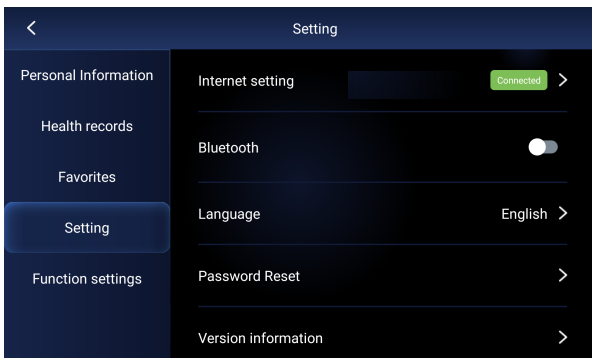 Setting
Personal Information
Health records
Favorites
Setting
Function settings
Internet setting Connected
Bluetooth
Language English
Password Reset
Version information